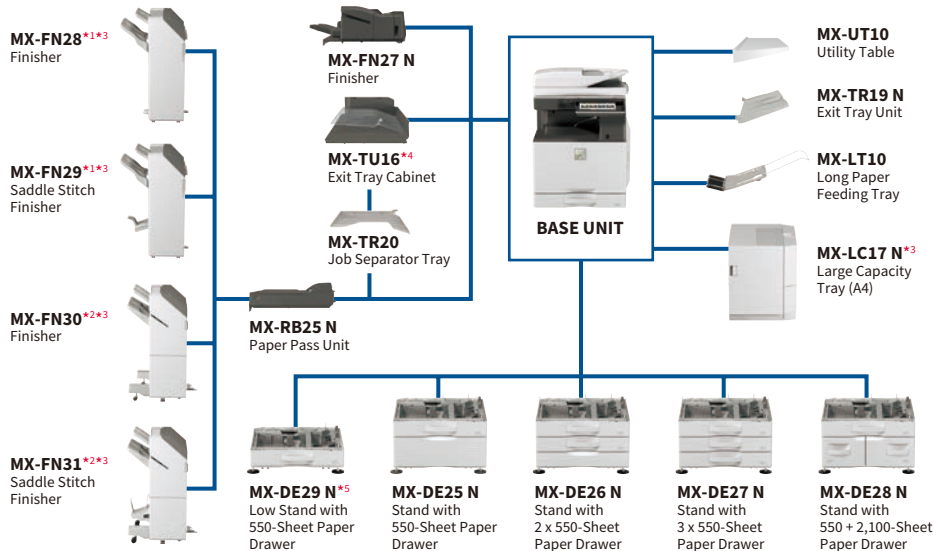 MX-FN28*1*3
Finisher
MX-FN29*1*3
Saddle Stitch
Finisher
MX-FN30*2*3
Finisher
MX-FN31*2*3
Saddle Stitch
Finisher
MX-FN27 N
Finisher
MX-TU16*4
Exit Tray Cabinet
MX-TR20
Job Separator Tray
MX-RB25 N
Paper Pass Unit
BASE UNIT
MX-UT10
Utility Table
MX-TR19 N
Exit Tray Unit
MX-LT10
Long Paper
Feeding Tray
MX-LC17 N*3
Large Capacity
Tray (A4)
MX-DE29 N*5
Low Stand with
550-Sheet Paper
Drawer
MX-DE25 N
Stand with
550-Sheet Paper
Drawer
MX-DE26 N
Stand with
2 x 550-Sheet
Paper Drawer
MX-DE27 N
Stand with
3 x 550-Sheet
Paper Drawer
MX-DE28 N
Stand with
550 + 2,100-Sheet
Paper Drawer